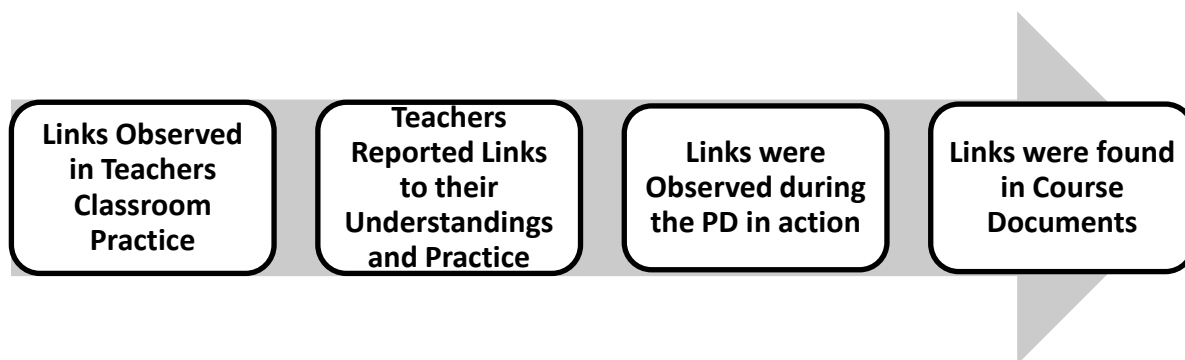 Links Observed
in Teachers
Classroom
Practice
Teachers
Reported Links
to their
Understandings
and Practice
Links were
Observed during
the PD in action
Links were found
in Course
Documents